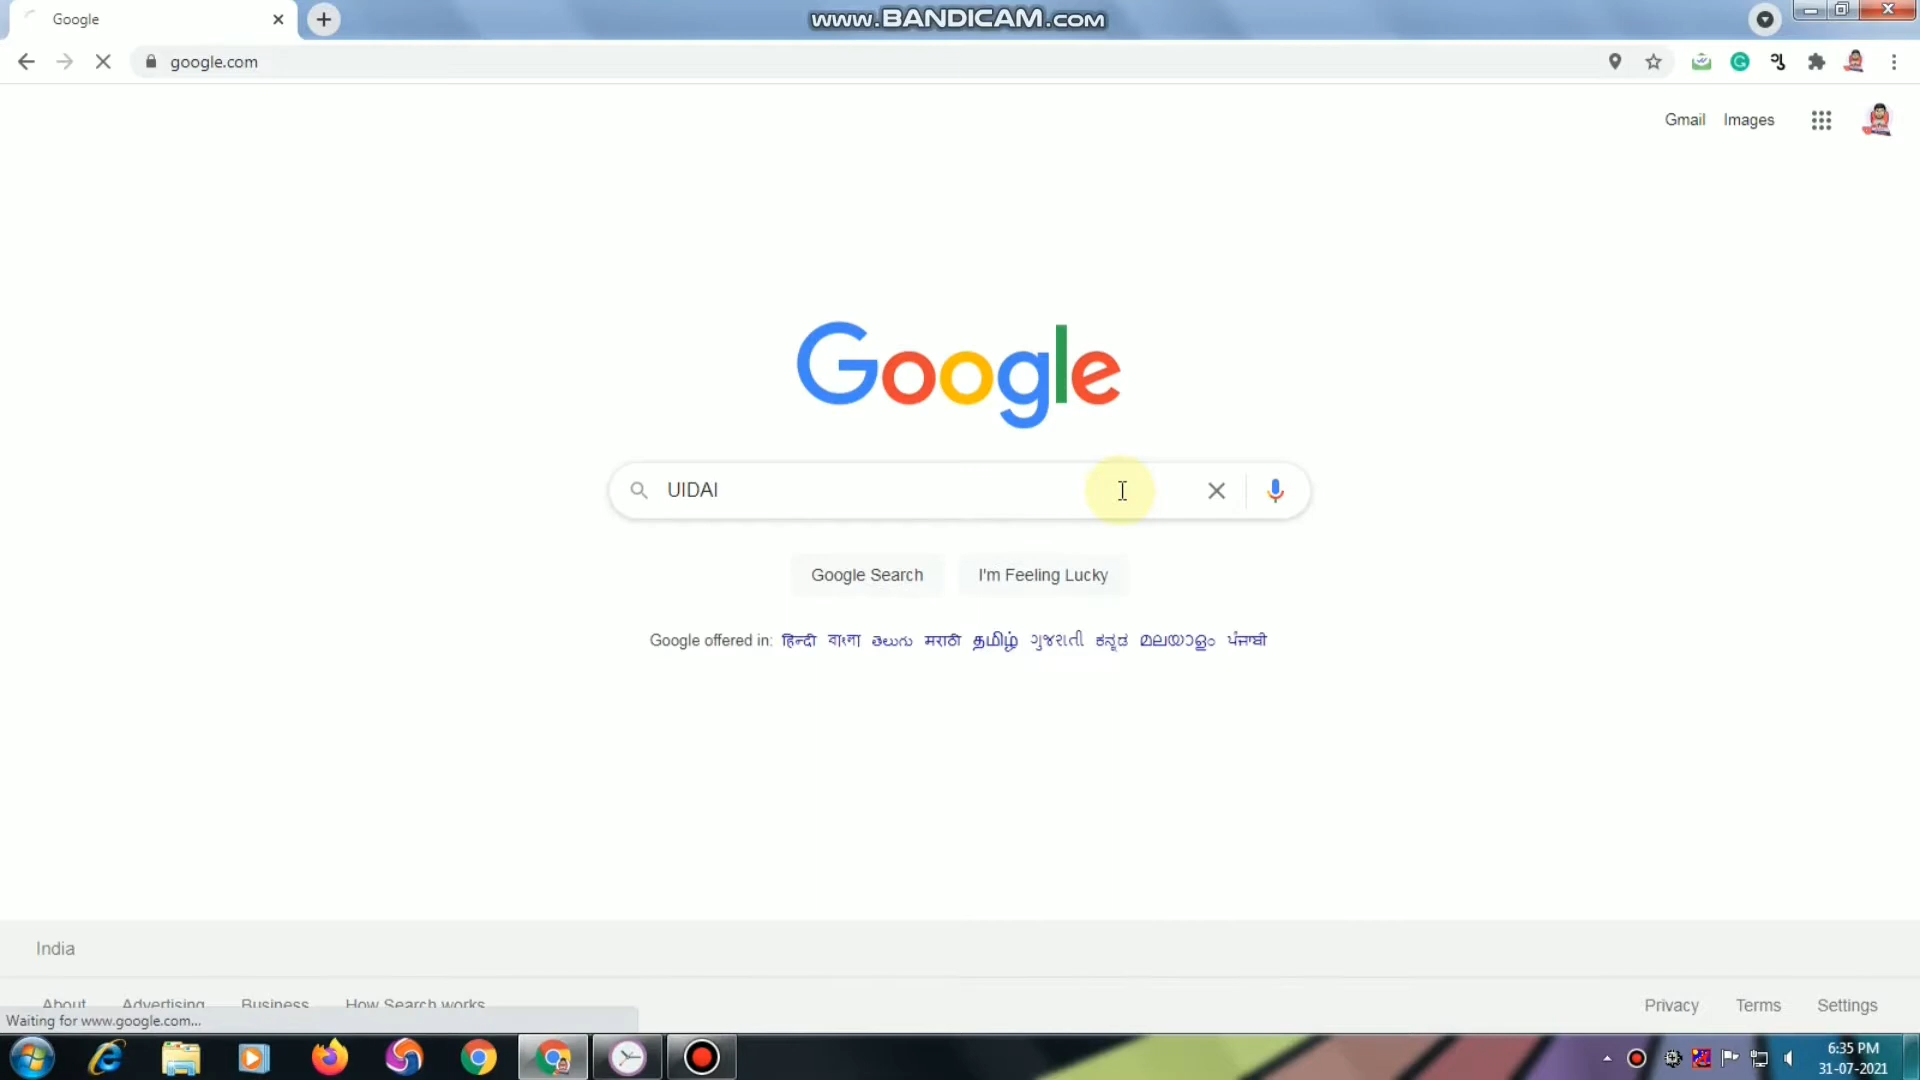 Google
www.BANDICAM.com
google.com
Gmail Images
Google
UIDAI
Google Search I'm Feeling Lucky
Google offered in: हिन्दी বাংলা తెలుగు मराठी தமிழ் ગુજરાતી ಕನ್ನಡ മലയാളം ਪੰਜਾਬੀ
India
About Advertising Business How Search works
Privacy Terms Settings
Waiting for www.google.com...
6:35 PM
31-07-2021